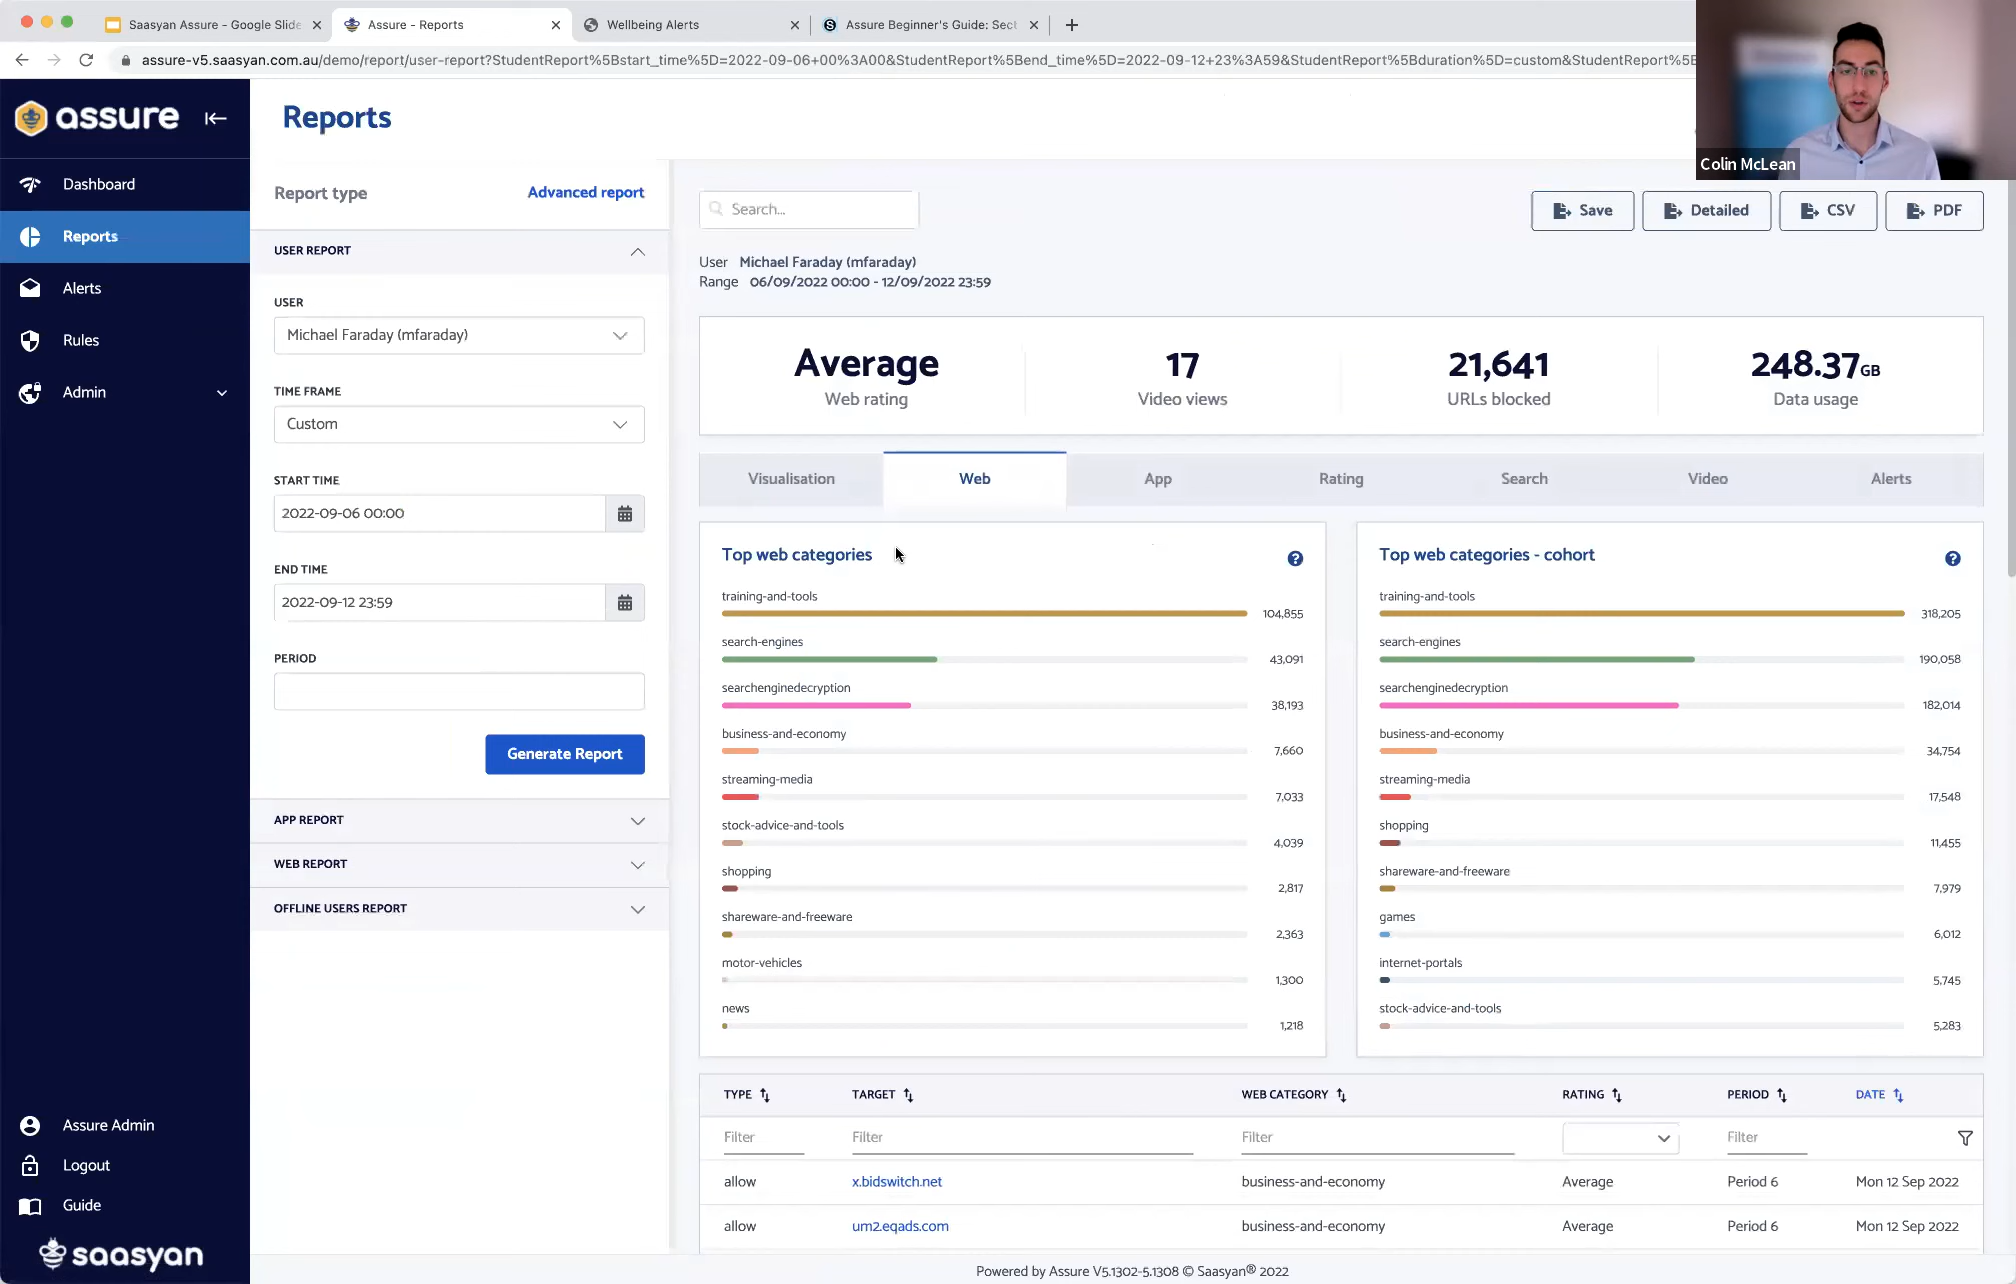 Saasyan Assure - Google Slide
Assure - Reports
Wellbeing Alerts
Assure Beginner's Guide: Sect
assure-v5.saasyan.com.au/demo/report/user-report?StudentReport%5Bstart_time%5D=2022-09-06+00%3A00&StudentReport%5Bend_time%5D=2022-09-12+23%3A59&StudentReport%5Bduration%5D=custom&StudentReport%5B
Colin McLean
assure
Dashboard
Reports
Alerts
Rules
Admin
Assure Admin
Logout
Guide
saasyan
Reports
Report type
Advanced report
USER REPORT
USER
Michael Faraday (mfaraday)
TIME FRAME
Custom
START TIME
2022-09-06 00:00
END TIME
2022-09-12 23:59
PERIOD
Generate Report
APP REPORT
WEB REPORT
OFFLINE USERS REPORT
Search...
Save
Detailed
CSV
PDF
User Michael Faraday (mfaraday)
Range 06/09/2022 00:00 - 12/09/2022 23:59
Average
Web rating
17
Video views
21,641
URLs blocked
248.37GB
Data usage
Visualisation
Web
App
Rating
Search
Video
Alerts
Top web categories
?
training-and-tools
104,855
search-engines
43,091
searchenginedecryption
38,193
business-and-economy
7,660
streaming-media
7,033
stock-advice-and-tools
4,039
shopping
2,817
shareware-and-freeware
2,363
motor-vehicles
1,300
news
1,218
Top web categories - cohort
?
training-and-tools
318,205
search-engines
190,058
searchenginedecryption
182,014
business-and-economy
34,754
streaming-media
17,548
shopping
11,455
shareware-and-freeware
7,979
games
6,012
internet-portals
5,745
stock-advice-and-tools
5,283
TYPE TARGET WEB CATEGORY RATING PERIOD DATE
Filter Filter Filter Filter
allow x.bidswitch.net business-and-economy Average Period 6 Mon 12 Sep 2022
allow um2.eqads.com business-and-economy Average Period 6 Mon 12 Sep 2022
Powered by Assure V5.1302-5.1308 © Saasyan® 2022